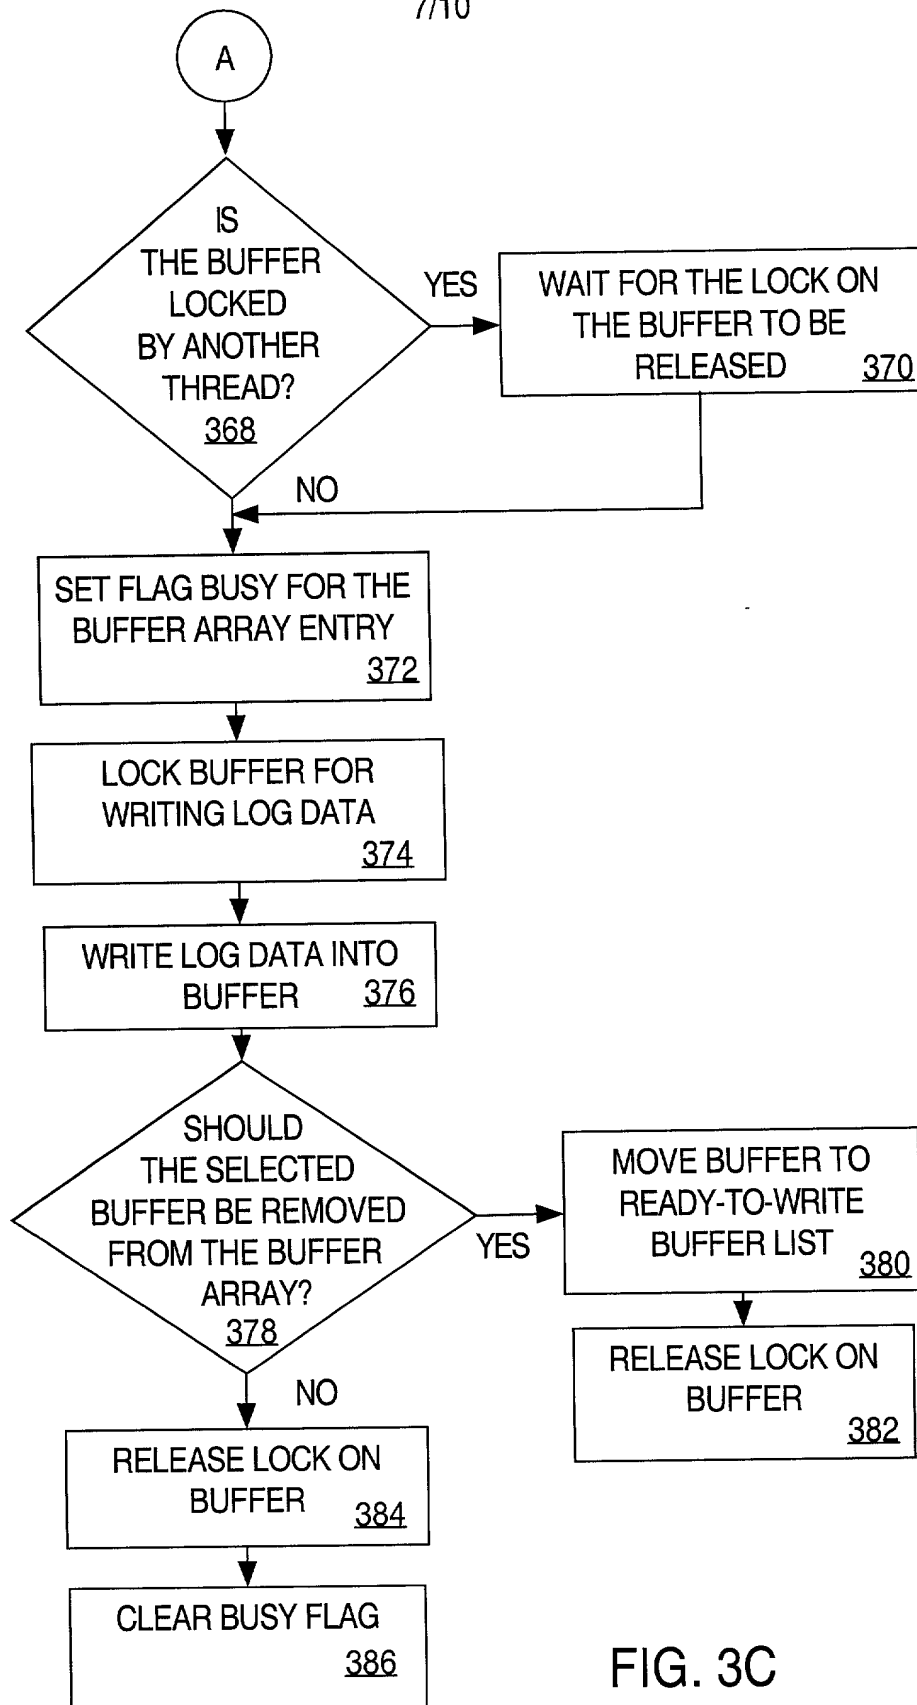 7/10
A
IS
THE BUFFER
LOCKED
BY ANOTHER
THREAD?
368
YES
WAIT FOR THE LOCK ON
THE BUFFER TO BE
RELEASED 370
NO
SET FLAG BUSY FOR THE
BUFFER ARRAY ENTRY
372
LOCK BUFFER FOR
WRITING LOG DATA
374
WRITE LOG DATA INTO
BUFFER 376
SHOULD
THE SELECTED
BUFFER BE REMOVED
FROM THE BUFFER
ARRAY?
378
YES
MOVE BUFFER TO
READY-TO-WRITE
BUFFER LIST 380
RELEASE LOCK ON
BUFFER
382
NO
RELEASE LOCK ON
BUFFER 384
CLEAR BUSY FLAG
386
FIG. 3C